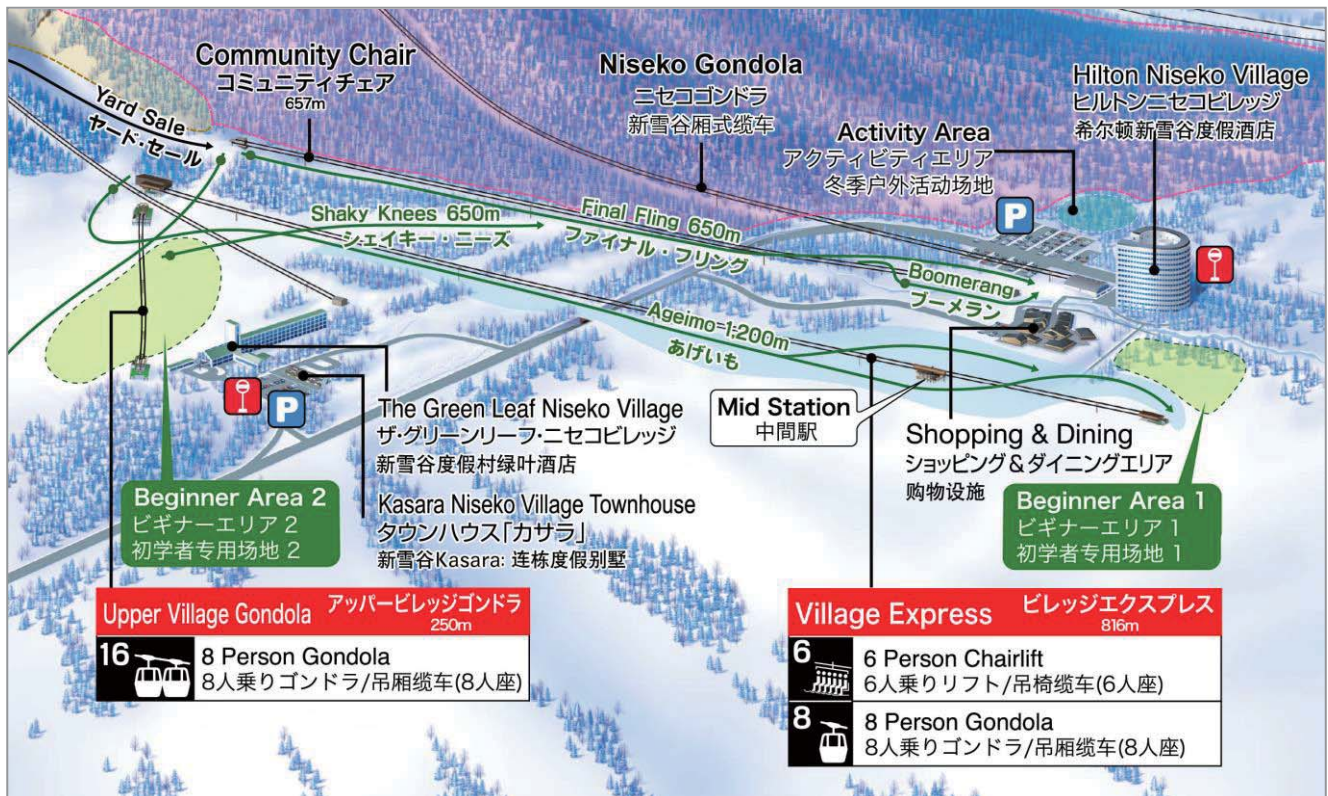 Community Chair
コミュニティチェア
657m
Niseko Gondola
ニセコゴンドラ
新雪谷厢式缆车
Hilton Niseko Village
ヒルトンニセコビレッジ
希尔顿新雪谷度假酒店
Activity Area
アクティビティエリア
冬季户外活动场地
Yard Sale
ヤード・セール
P
Shaky Knees 650m
シェイキー・ニーズ
Final Fling 650m
ファイナル・フリング
Boomerang
ブーメラン
Ageimo 1,200m
あげいも
Mid Station
中間駅
The Green Leaf Niseko Village
ザ・グリーンリーフ・ニセコビレッジ
新雪谷度假村绿叶酒店
P
Kasara Niseko Village Townhouse
タウンハウス「カサラ」
新雪谷Kasara: 连栋度假别墅
Shopping & Dining
ショッピング&ダイニングエリア
购物设施
Beginner Area 2
ビギナーエリア 2
初学者专用场地 2
Beginner Area 1
ビギナーエリア 1
初学者专用场地 1
Upper Village Gondola アッパービレッジゴンドラ
250m
16 8 Person Gondola
8人乗りゴンドラ/吊厢缆车(8人座)
Village Express ビレッジエクスプレス
816m
6 6 Person Chairlift
6人乗りリフト/吊椅缆车(6人座)
8 8 Person Gondola
8人乗りゴンドラ/吊厢缆车(8人座)